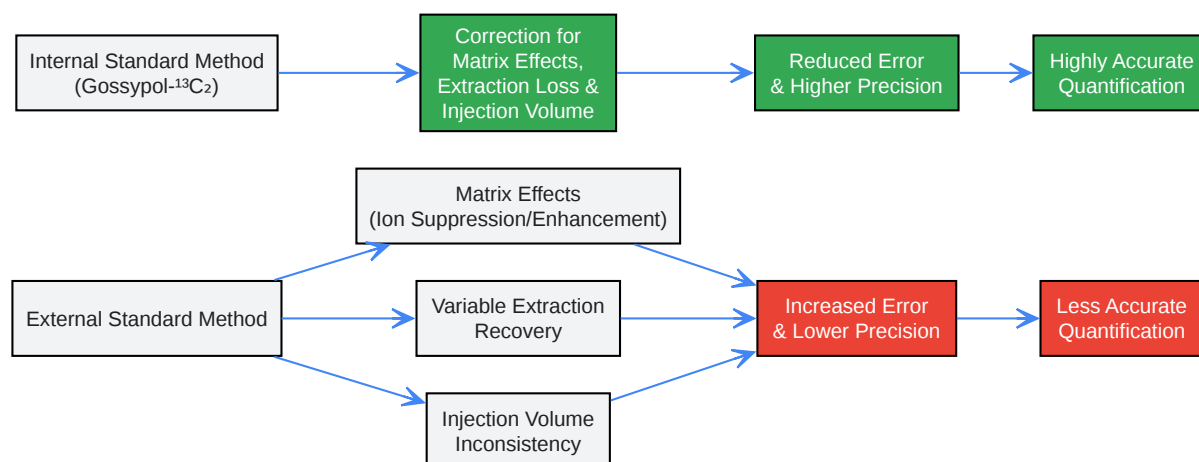 Internal Standard Method
(Gossypol-¹³C₂)
Correction for
Matrix Effects,
Extraction Loss &
Injection Volume
Reduced Error
& Higher Precision
Highly Accurate
Quantification
External Standard Method
Matrix Effects
(Ion Suppression/Enhancement)
Variable Extraction
Recovery
Injection Volume
Inconsistency
Increased Error
& Lower Precision
Less Accurate
Quantification